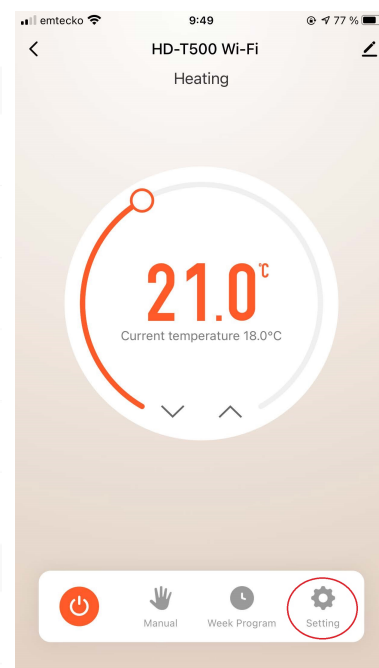 emtecko 9:49 77 %
HD-T500 Wi-Fi
Heating
21.0°C
Current temperature 18.0°C
Manual Week Program Setting